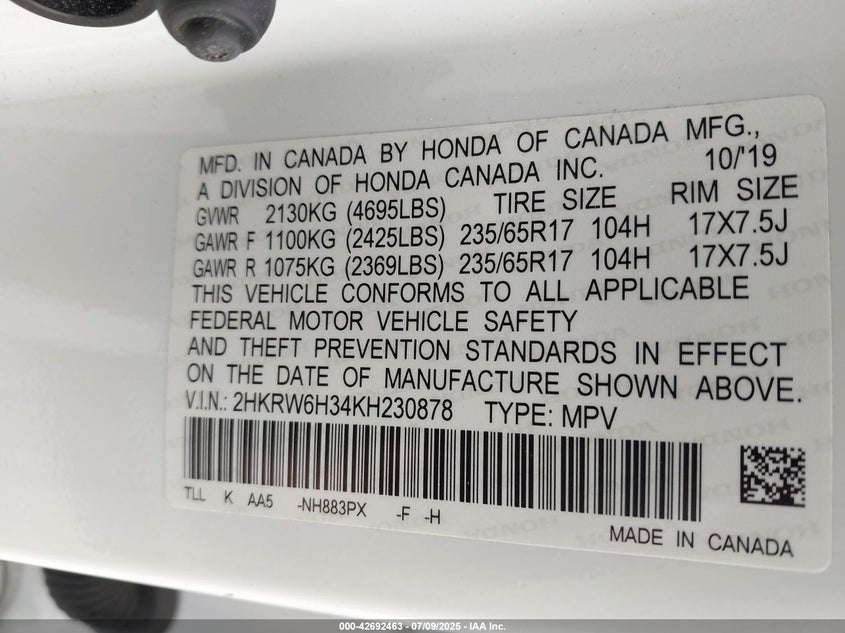 MFD. IN CANADA BY HONDA OF CANADA MFG.,
A DIVISION OF HONDA CANADA INC. 10/'19
GVWR 2130KG (4695LBS) TIRE SIZE RIM SIZE
GAWR F 1100KG (2425LBS) 235/65R17 104H 17X7.5J
GAWR R 1075KG (2369LBS) 235/65R17 104H 17X7.5J
THIS VEHICLE CONFORMS TO ALL APPLICABLE
FEDERAL MOTOR VEHICLE SAFETY
AND THEFT PREVENTION STANDARDS IN EFFECT
ON THE DATE OF MANUFACTURE SHOWN ABOVE.
V.I.N.: 2HKRW6H34KH230878 TYPE: MPV
TLL K AA5 -NH883PX -F -H
MADE IN CANADA
000-42692463 - 07/09/2025 - IAA Inc.